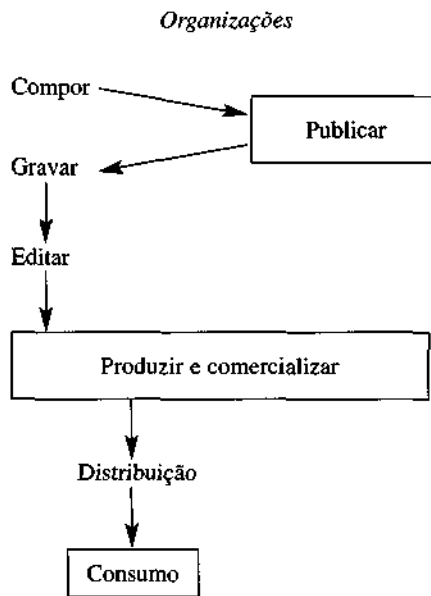 Organizações
Compor
Publicar
Gravar
Editar
Produzir e comercializar
Distribuição
Consumo